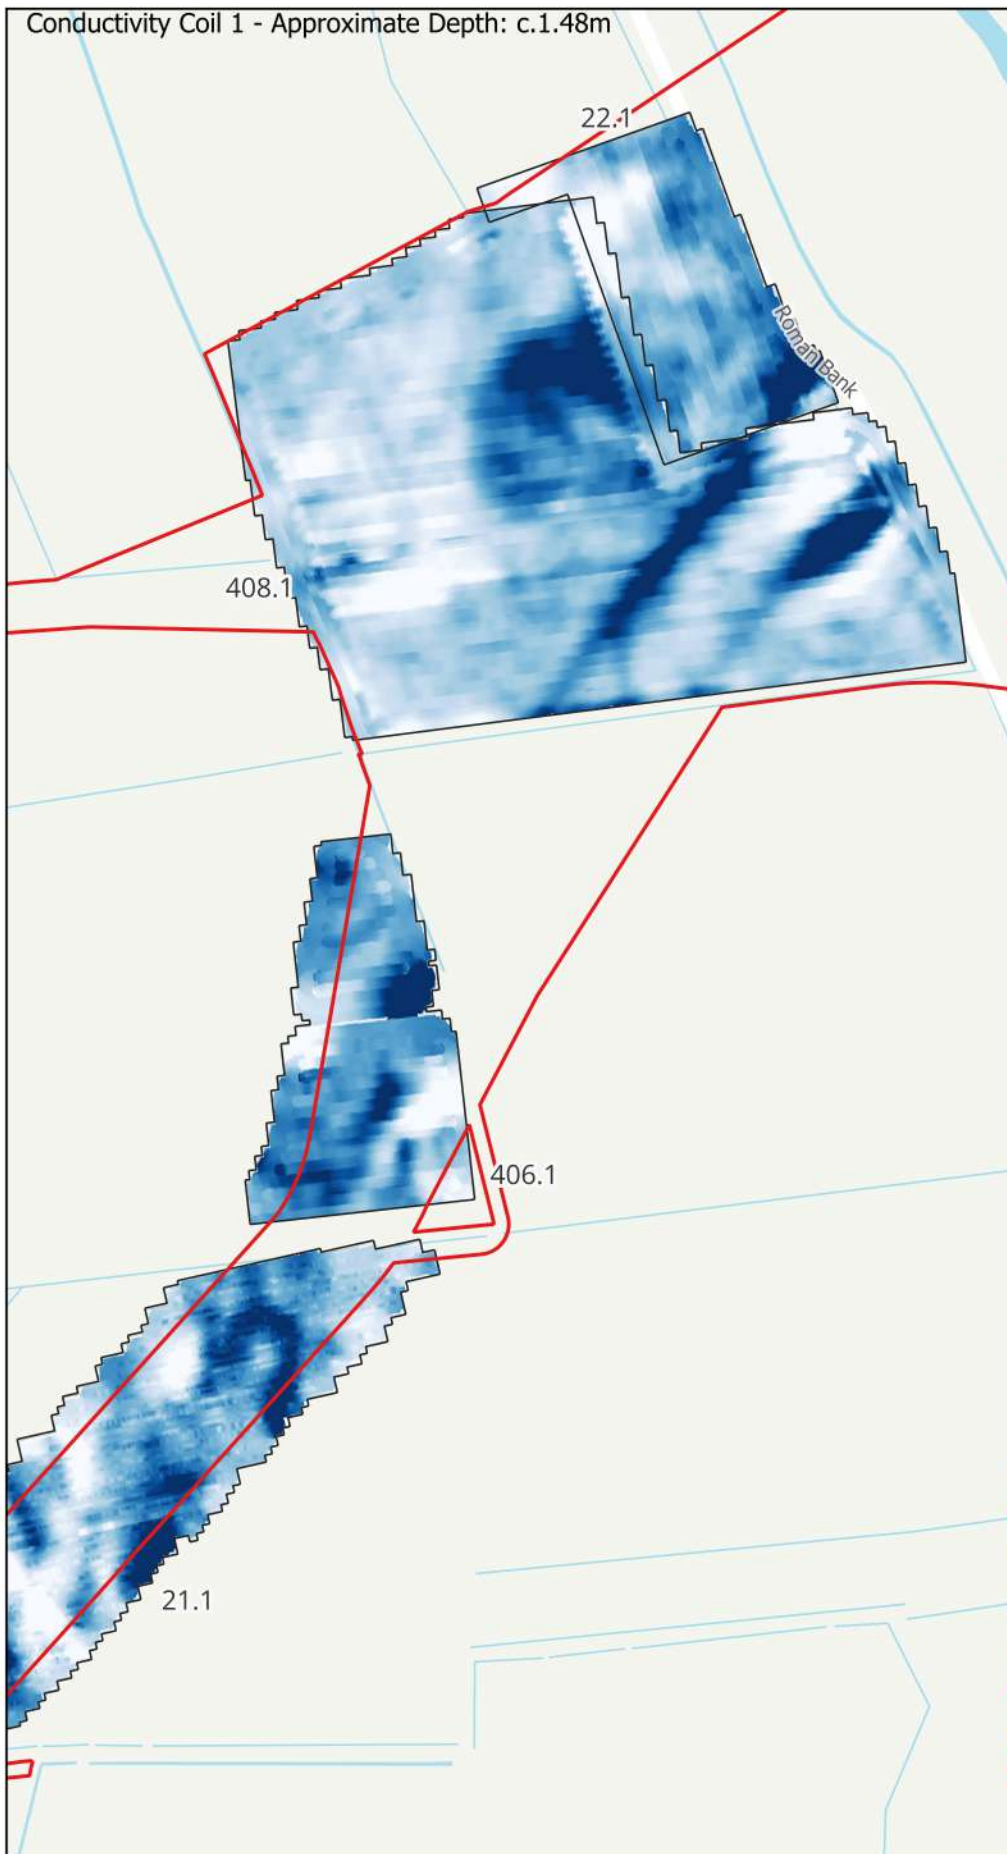 Conductivity Coil 1 - Approximate Depth: c.1.48m
22.1
Roman Bank
408.1
406.1
21.1